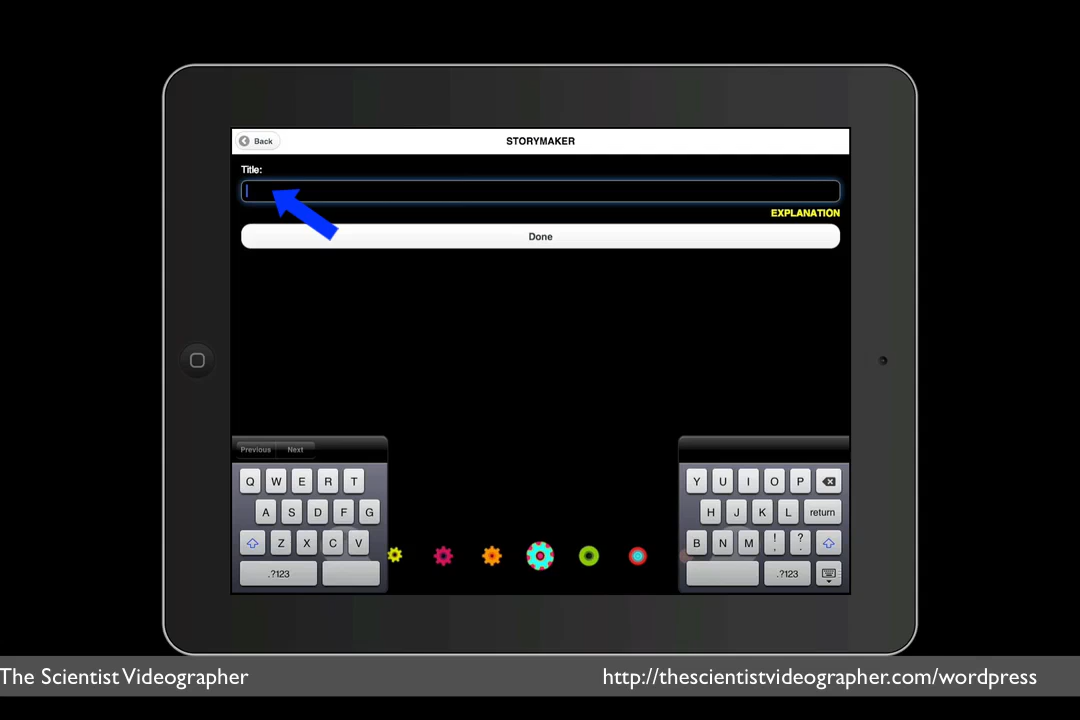 Back
STORYMAKER
Title:
EXPLANATION
Done
Previous Next
Q W E R T
A S D F G
Z X C V
.?123
Y U I O P
H J K L return
B N M ! , ? .
.?123
The Scientist Videographer
http://thescientistvideographer.com/wordpress